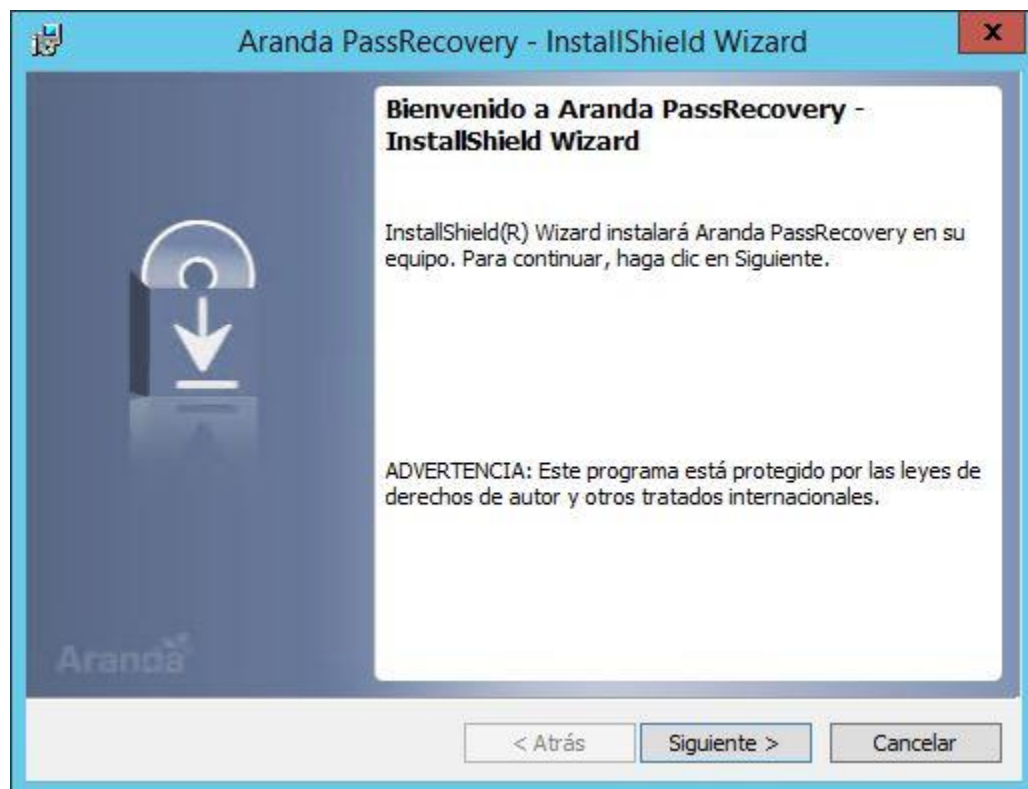 Aranda PassRecovery - InstallShield Wizard
x
Bienvenido a Aranda PassRecovery -
InstallShield Wizard
InstallShield(R) Wizard instalará Aranda PassRecovery en su
equipo. Para continuar, haga clic en Siguiente.
ADVERTENCIA: Este programa está protegido por las leyes de
derechos de autor y otros tratados internacionales.
Aranda
< Atrás
Siguiente >
Cancelar